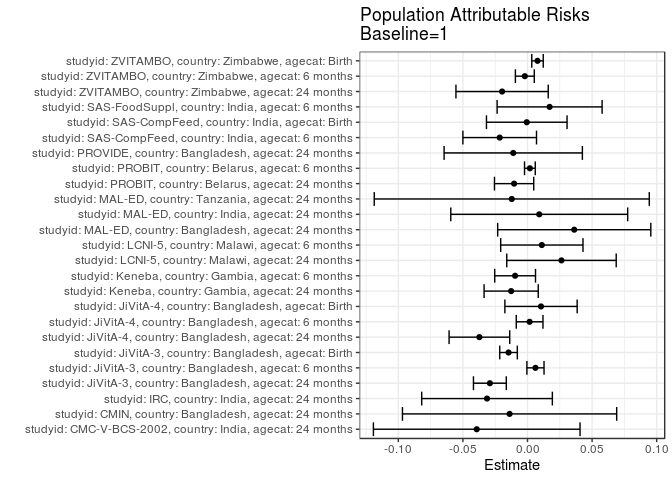 Population Attributable Risks
Baseline=1
studyid: ZVITAMBO, country: Zimbabwe, agecat: Birth
studyid: ZVITAMBO, country: Zimbabwe, agecat: 6 months
studyid: ZVITAMBO, country: Zimbabwe, agecat: 24 months
studyid: SAS-FoodSuppl, country: India, agecat: 6 months
studyid: SAS-CompFeed, country: India, agecat: Birth
studyid: SAS-CompFeed, country: India, agecat: 6 months
studyid: PROVIDE, country: Bangladesh, agecat: 24 months
studyid: PROBIT, country: Belarus, agecat: 6 months
studyid: PROBIT, country: Belarus, agecat: 24 months
studyid: MAL-ED, country: Tanzania, agecat: 24 months
studyid: MAL-ED, country: India, agecat: 24 months
studyid: MAL-ED, country: Bangladesh, agecat: 24 months
studyid: LCNI-5, country: Malawi, agecat: 6 months
studyid: LCNI-5, country: Malawi, agecat: 24 months
studyid: Keneba, country: Gambia, agecat: 6 months
studyid: Keneba, country: Gambia, agecat: 24 months
studyid: JiVitA-4, country: Bangladesh, agecat: Birth
studyid: JiVitA-4, country: Bangladesh, agecat: 6 months
studyid: JiVitA-4, country: Bangladesh, agecat: 24 months
studyid: JiVitA-3, country: Bangladesh, agecat: Birth
studyid: JiVitA-3, country: Bangladesh, agecat: 6 months
studyid: JiVitA-3, country: Bangladesh, agecat: 24 months
studyid: IRC, country: India, agecat: 24 months
studyid: CMIN, country: Bangladesh, agecat: 24 months
studyid: CMC-V-BCS-2002, country: India, agecat: 24 months
-0.10 -0.05 0.00 0.05 0.10
Estimate